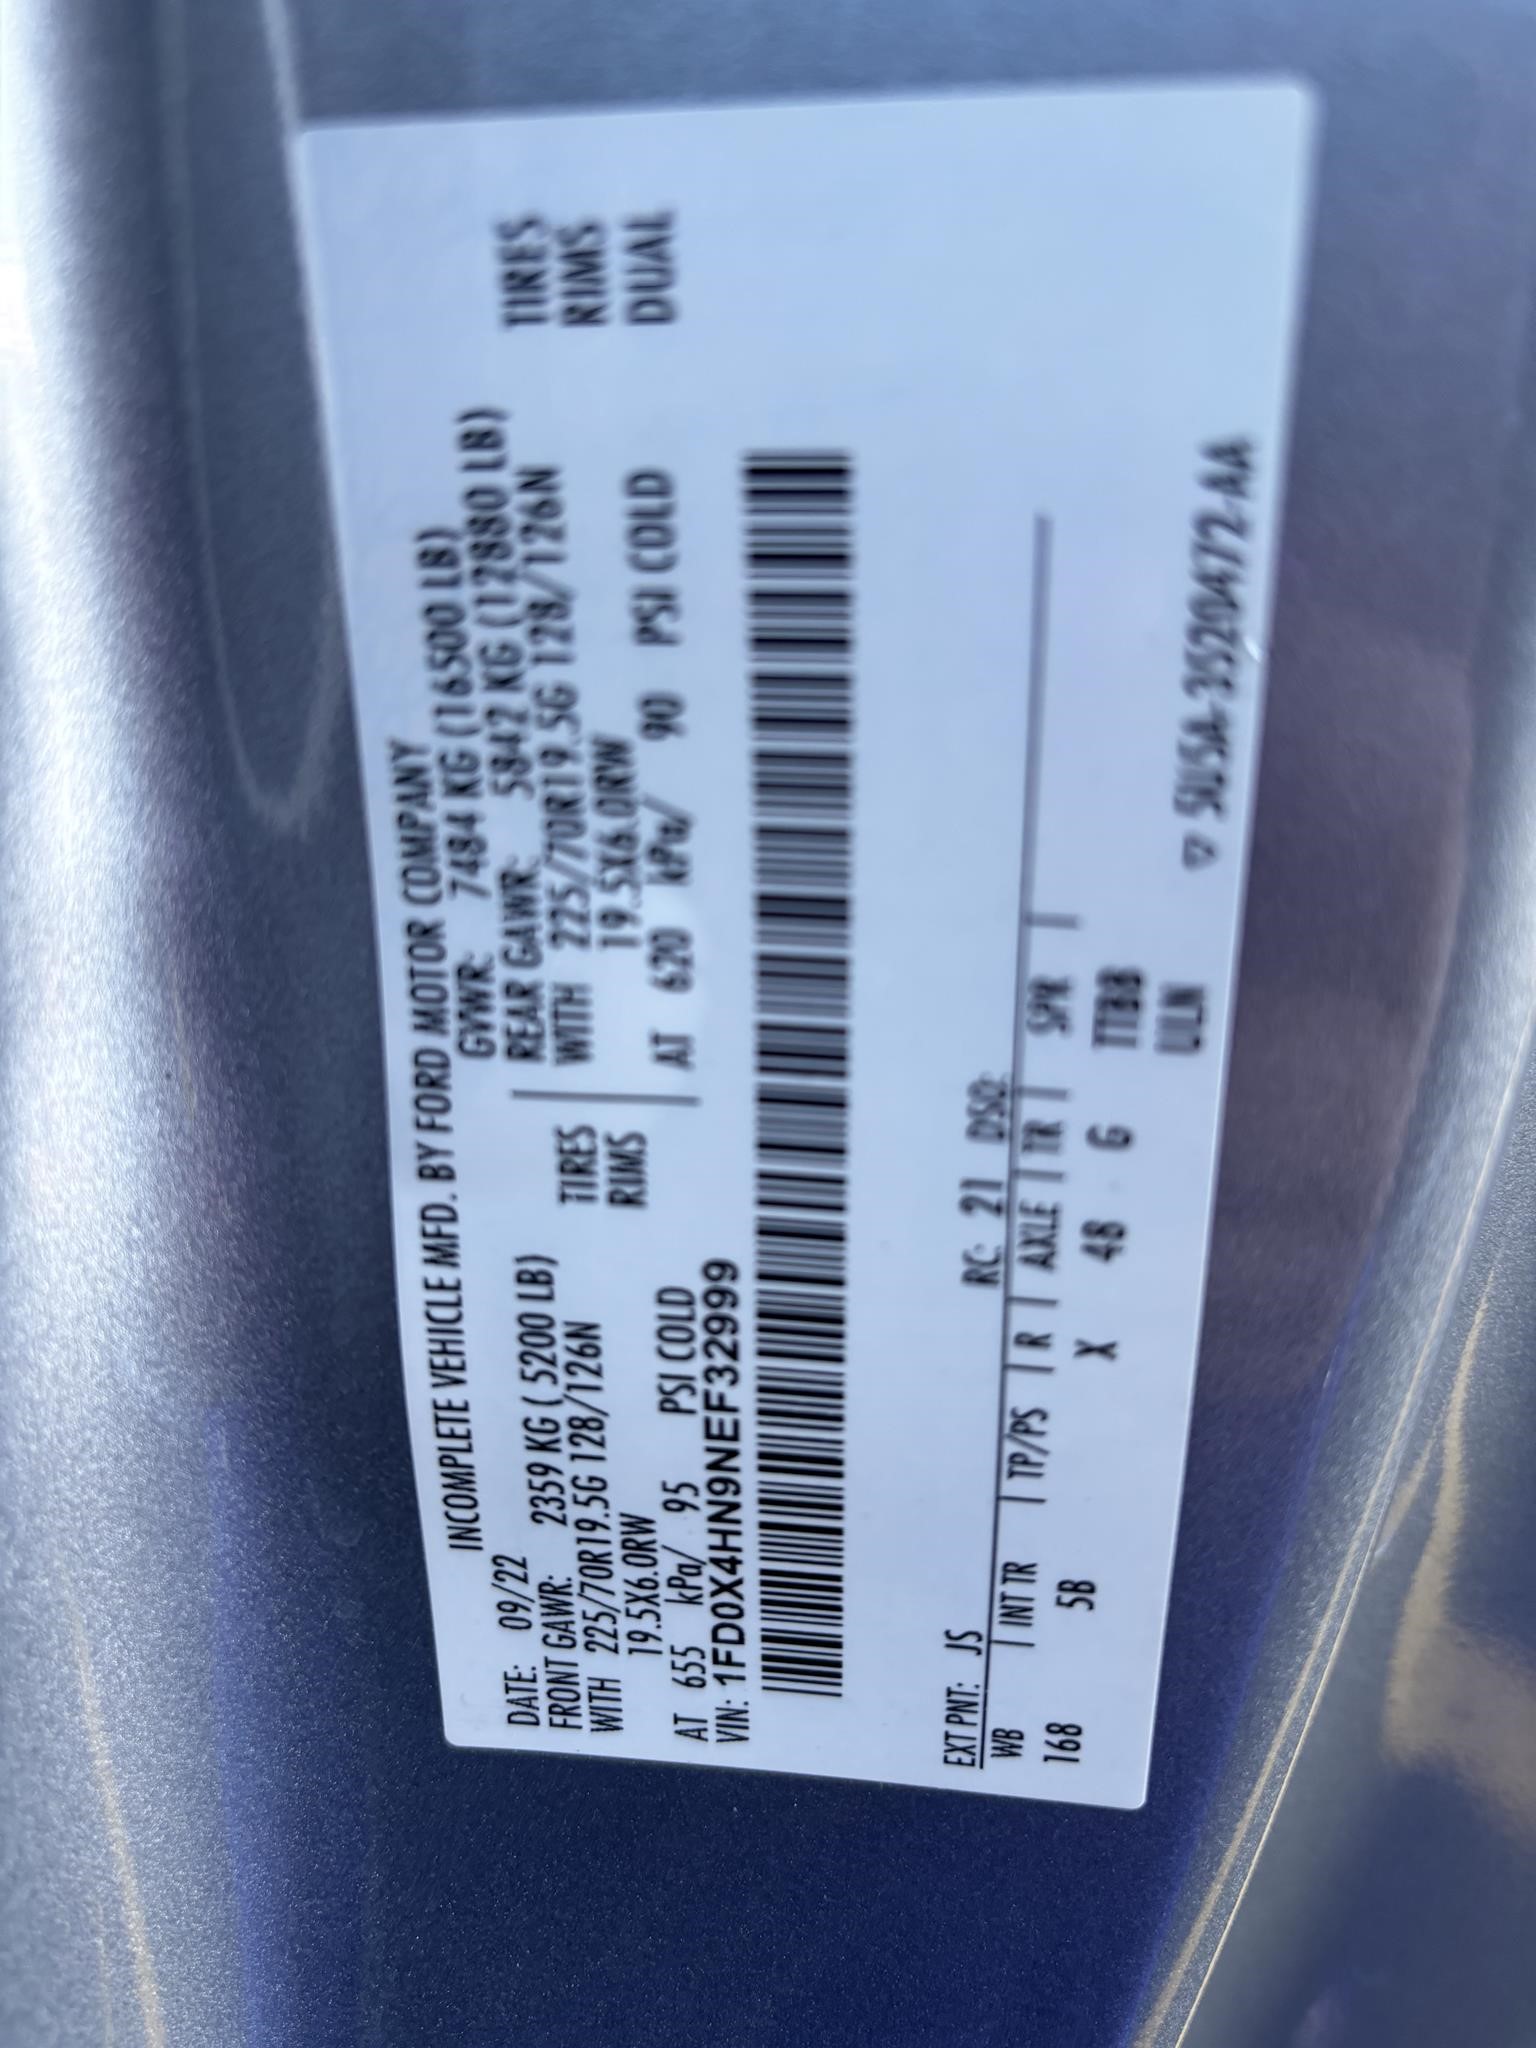 INCOMPLETE VEHICLE MFD. BY FORD MOTOR COMPANY
DATE: 09/22 GVWR: 7484 KG (16500 LB)
FRONT GAWR: 2359 KG ( 5200 LB) REAR GAWR: 5842 KG (12880 LB)
WITH 225/70R19.5G 128/126N TIRES WITH 225/70R19.5G 128/126N TIRES
19.5X6.0RW RIMS 19.5X6.0RW RIMS
AT 655 kPa/ 95 PSI COLD AT 620 kPa/ 90 PSI COLD DUAL
VIN: 1FD0X4HN9NEF32999
EXT PNT: JS RC: 21 DSO:
WB | INT TR | TP/PS | R | AXLE | TR | SPR |
168 5B X 48 G TTBB
ULN
▽ 5U5A-3520472-AA